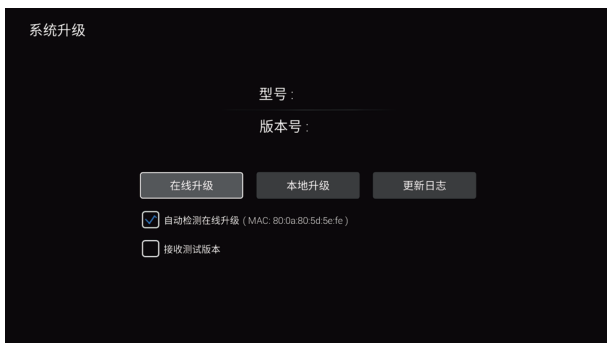 系统升级
型号 :
版本号 :
在线升级 本地升级 更新日志
自动检测在线升级 ( MAC: 80:0a:80:5d:5e:fe )
接收测试版本